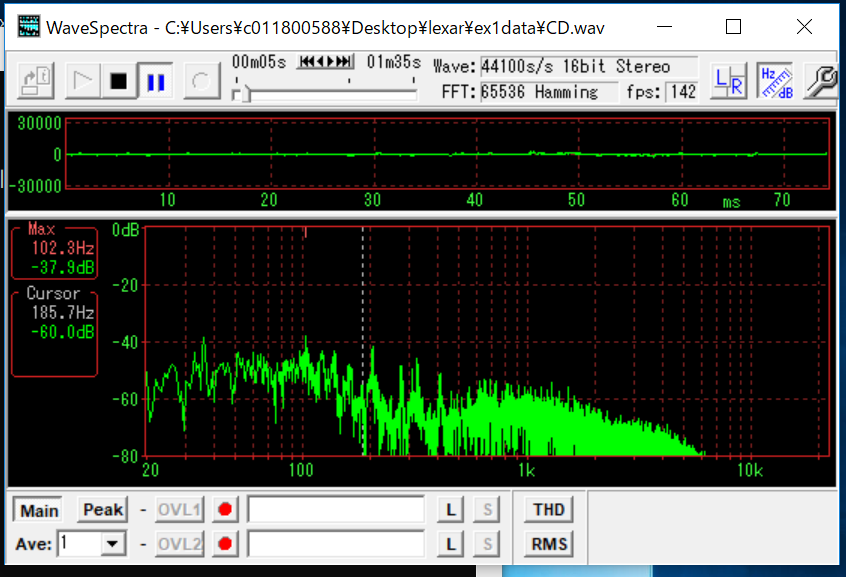 WaveSpectra - C:¥Users¥c011800588¥Desktop¥lexar¥ex1data¥CD.wav
00m05s 01m35s Wave: 44100s/s 16bit Stereo
FFT: 65536 Hamming fps: 142
L/R Hz dB
30000
0
-30000
10 20 30 40 50 60 ms 70
Max
102.3Hz
-37.9dB
Cursor
185.7Hz
-60.0dB
0dB
-20
-40
-60
-80
20 100 1k 10k
Main Peak - OVL1 L S THD
Ave: 1 - OVL2 L S RMS